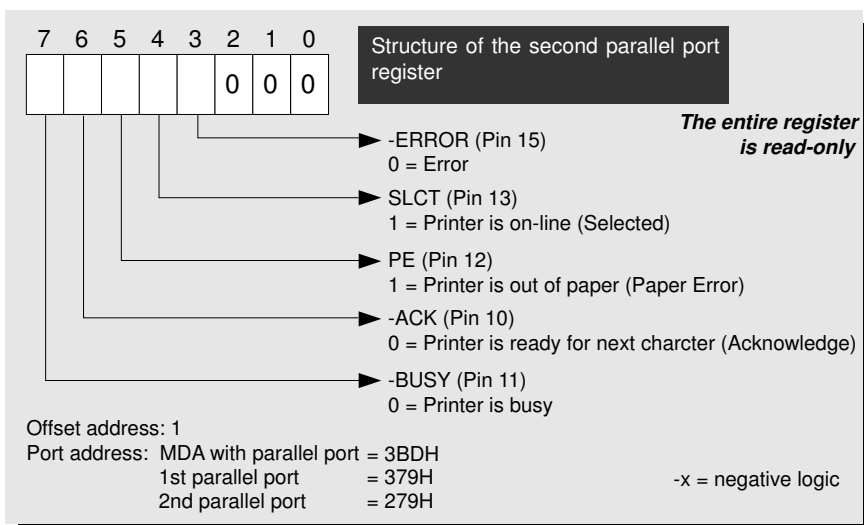 7 6 5 4 3 2 1 0
0 0 0
Structure of the second parallel port
register
The entire register
is read-only
-ERROR (Pin 15)
0 = Error
SLCT (Pin 13)
1 = Printer is on-line (Selected)
PE (Pin 12)
1 = Printer is out of paper (Paper Error)
-ACK (Pin 10)
0 = Printer is ready for next charcter (Acknowledge)
-BUSY (Pin 11)
0 = Printer is busy
Offset address: 1
Port address: MDA with parallel port = 3BDH
1st parallel port = 379H
2nd parallel port = 279H
-x = negative logic